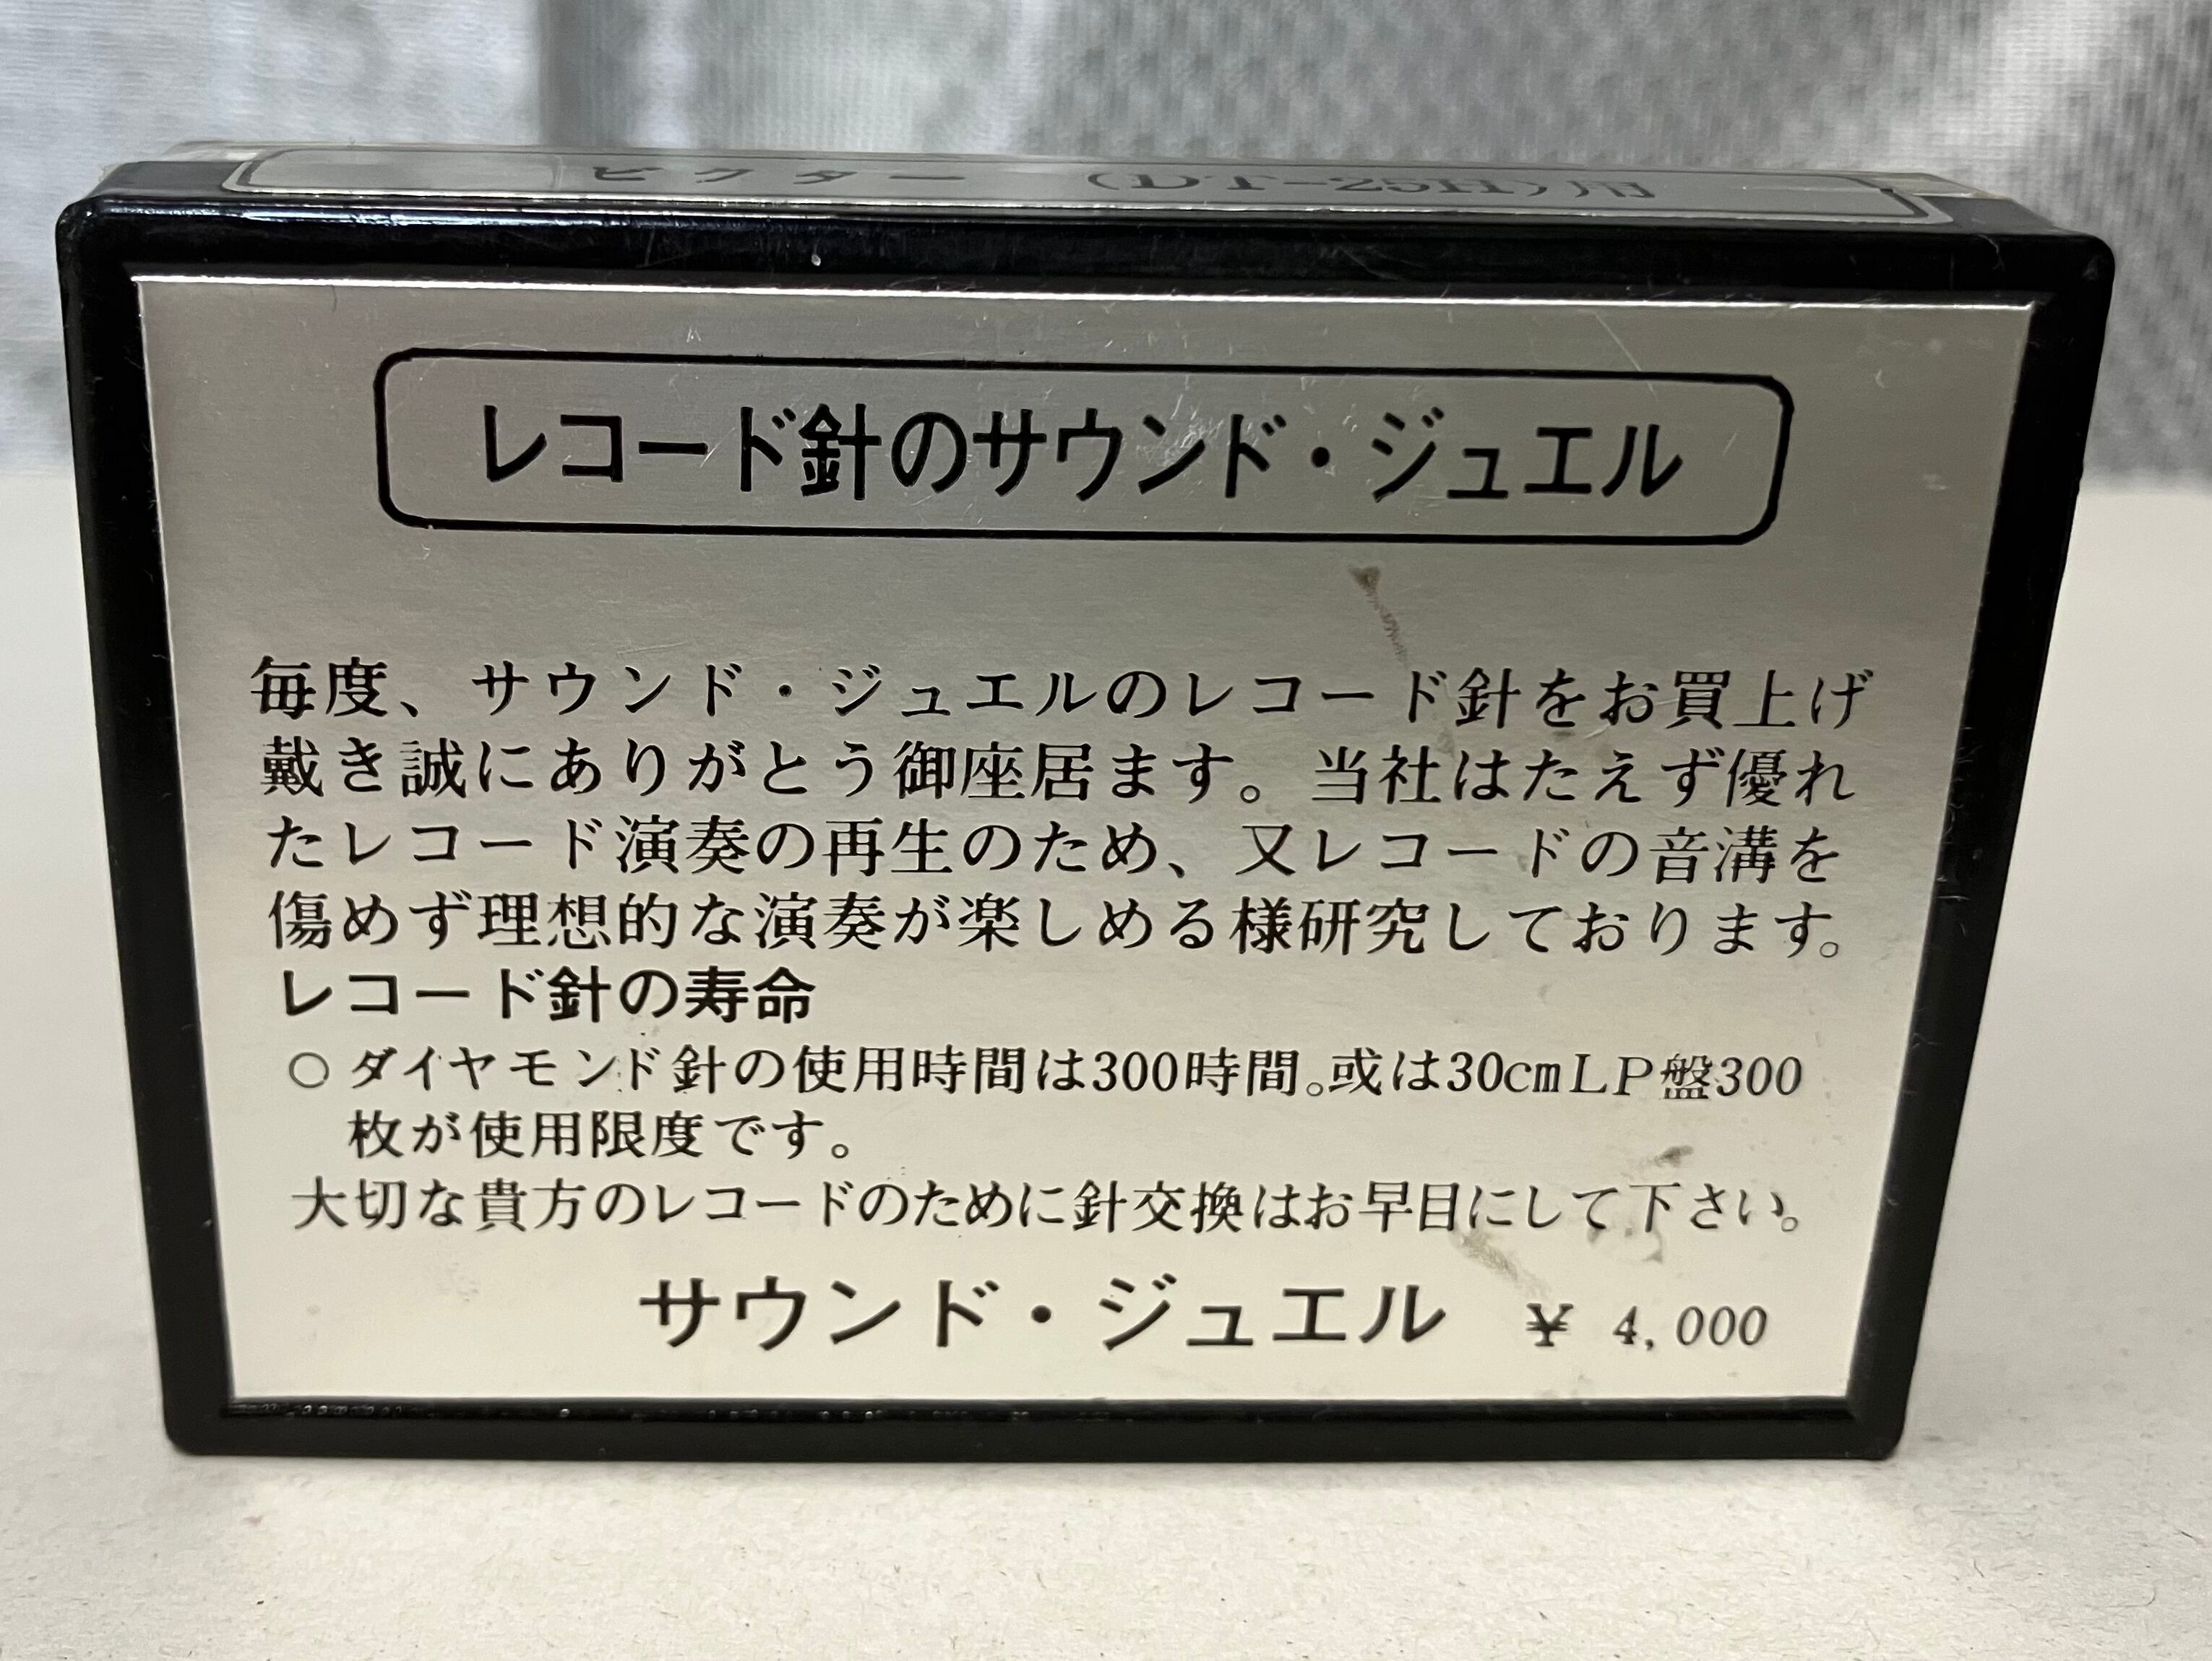 ビクター (DT-25H)用
レコード針のサウンド・ジュエル
毎度、サウンド・ジュエルのレコード針をお買上げ
戴き誠にありがとう御座居ます。当社はたえず優れ
たレコード演奏の再生のため、又レコードの音溝を
傷めず理想的な演奏が楽しめる様研究しております。
レコード針の寿命
○ ダイヤモンド針の使用時間は300時間。或は30cmLP盤300
枚が使用限度です。
大切な貴方のレコードのために針交換はお早目にして下さい。
サウンド・ジュエル ¥ 4,000